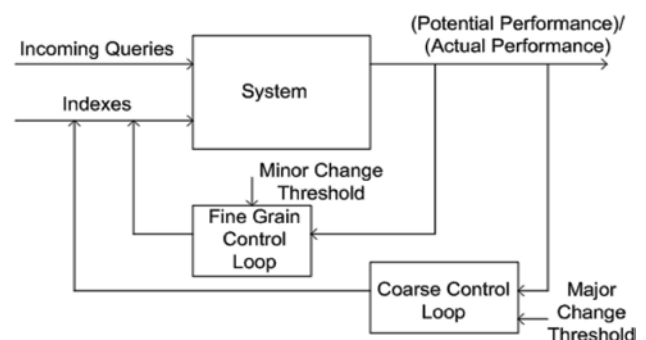 (Potential Performance)/
(Actual Performance)
Incoming Queries
System
Indexes
Minor Change
Threshold
Fine Grain
Control
Loop
Coarse Control
Loop
Major
Change
Threshold